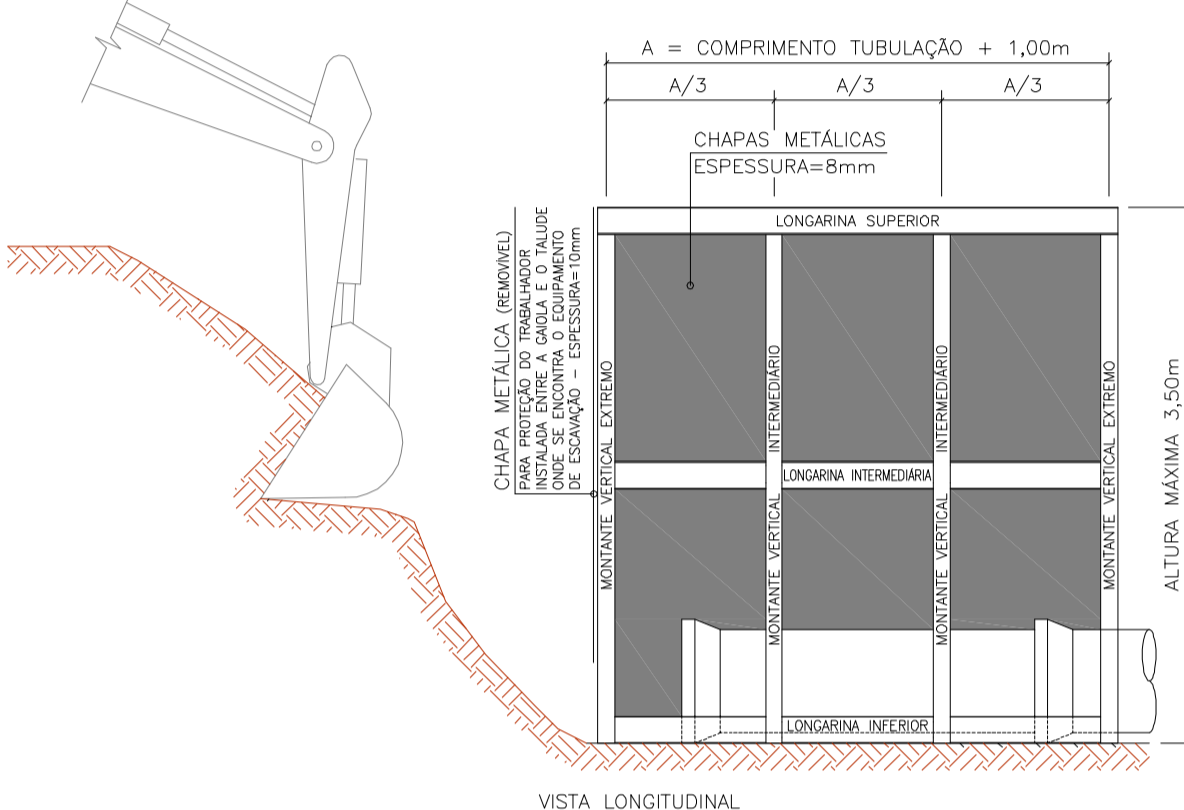 A = COMPRIMENTO TUBULAÇÃO + 1,00m
A/3
A/3
A/3
CHAPAS METÁLICAS
ESPESSURA=8mm
LONGARINA SUPERIOR
CHAPA METÁLICA (REMOVÍVEL)
PARA PROTEÇÃO DO TRABALHADOR
INSTALADA ENTRE A GAIOLA E O TALUDE
ONDE SE ENCONTRA O EQUIPAMENTO
DE ESCAVAÇÃO - ESPESSURA=10mm
MONTANTE VERTICAL EXTREMO
MONTANTE VERTICAL INTERMEDIÁRIO
MONTANTE VERTICAL INTERMEDIÁRIO
MONTANTE VERTICAL EXTREMO
LONGARINA INTERMEDIÁRIA
ALTURA MÁXIMA 3,50m
LONGARINA INFERIOR
VISTA LONGITUDINAL